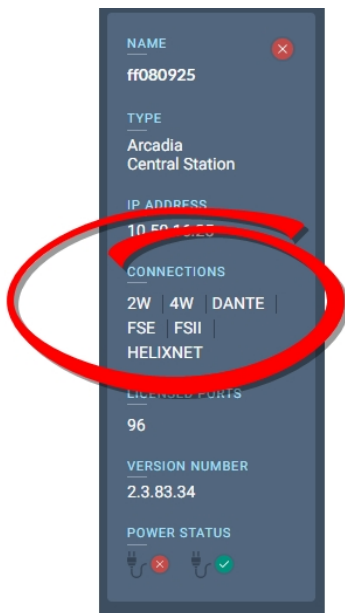 NAME
ff080925
TYPE
Arcadia
Central Station
IP ADDRESS
CONNECTIONS
2W | 4W | DANTE |
FSE | FSII |
HELIXNET
LICENSED PORTS
96
VERSION NUMBER
2.3.83.34
POWER STATUS